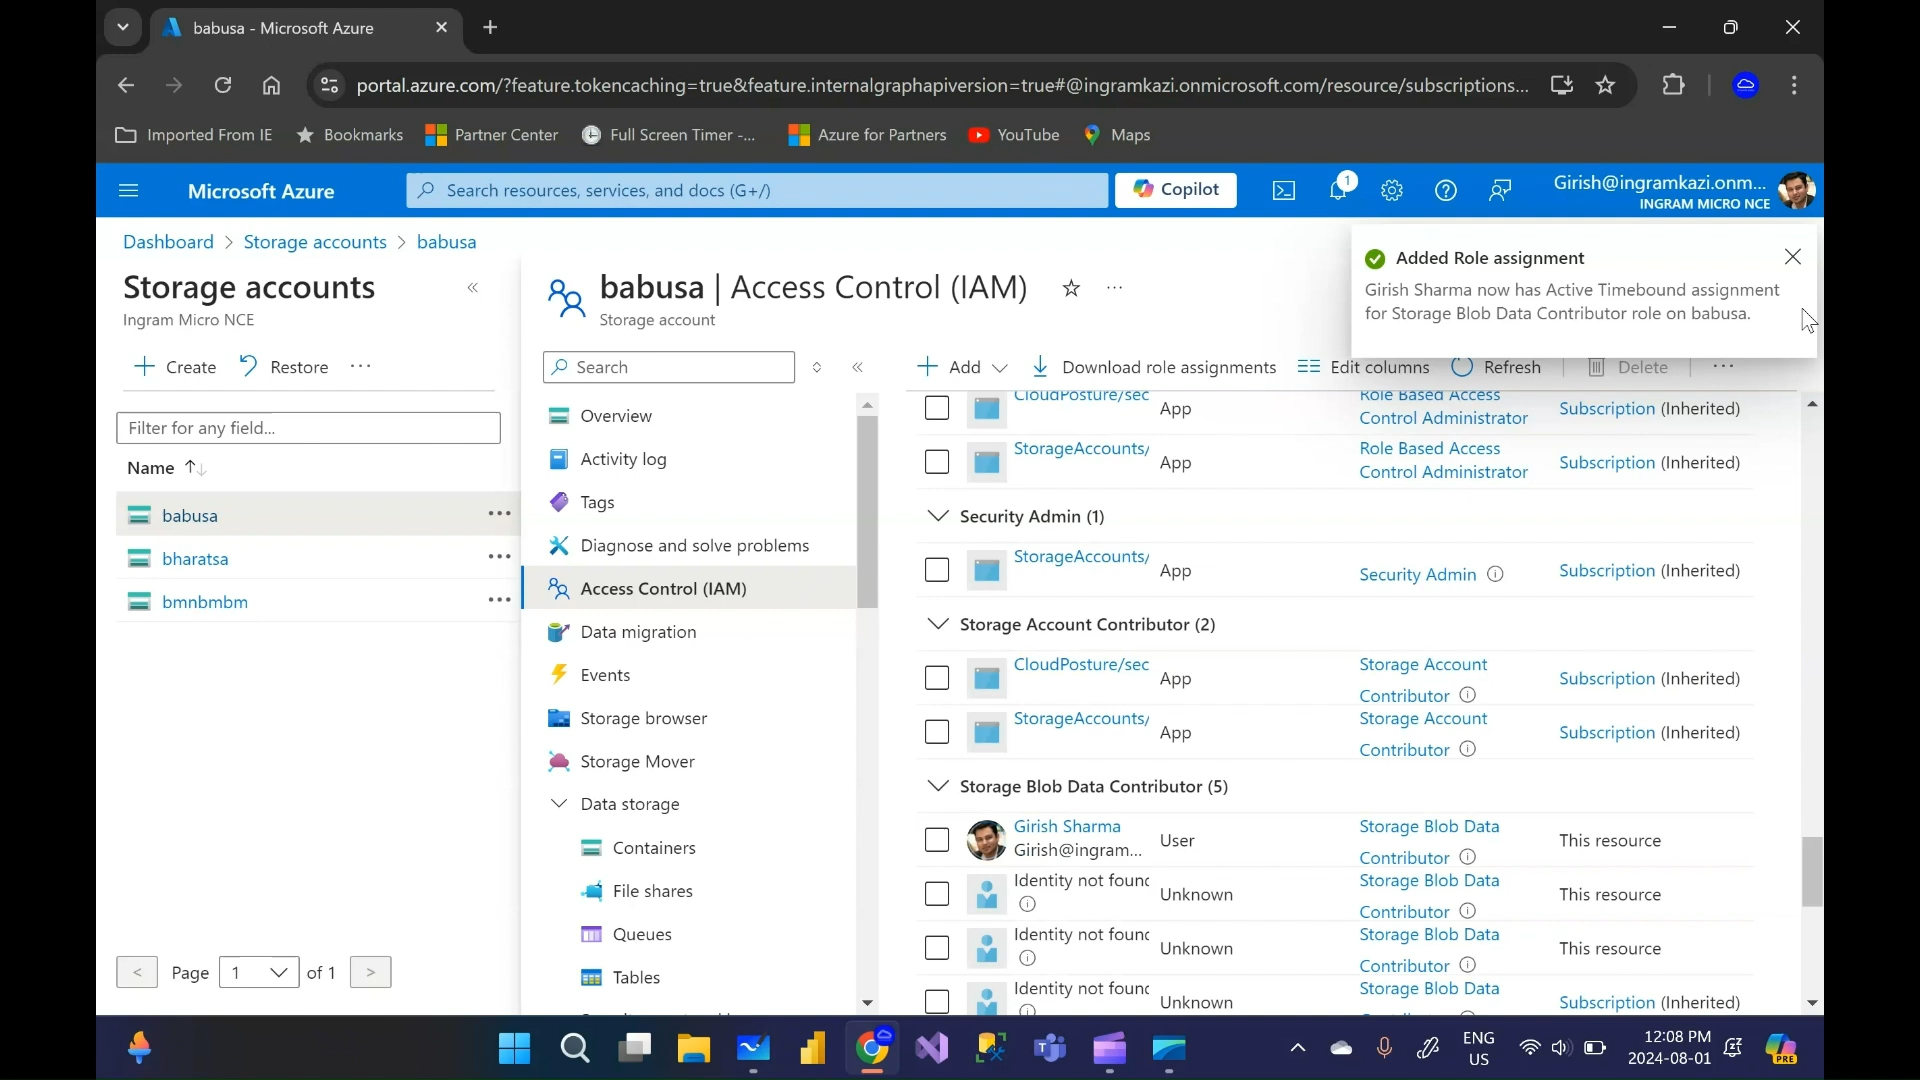 babusa - Microsoft Azure
portal.azure.com/?feature.tokencaching=true&feature.internalgraphapiversion=true#@ingramkazi.onmicrosoft.com/resource/subscriptions...
Imported From IE
Bookmarks
Partner Center
Full Screen Timer -...
Azure for Partners
YouTube
Maps
Microsoft Azure
Search resources, services, and docs (G+/)
Copilot
1
Girish@ingramkazi.onm...
INGRAM MICRO NCE
Dashboard > Storage accounts > babusa
Added Role assignment
Girish Sharma now has Active Timebound assignment
for Storage Blob Data Contributor role on babusa.
Storage accounts
Ingram Micro NCE
Create
Restore
Filter for any field...
Name
babusa
bharatsa
bmnbmbm
< Page 1 of 1 >
babusa | Access Control (IAM)
Storage account
Search
Overview
Activity log
Tags
Diagnose and solve problems
Access Control (IAM)
Data migration
Events
Storage browser
Storage Mover
Data storage
Containers
File shares
Queues
Tables
Add
Download role assignments
Edit columns
Refresh
Delete
CloudPosture/sec App Role Based Access Subscription (Inherited)
Control Administrator
StorageAccounts/ App Role Based Access Subscription (Inherited)
Control Administrator
Security Admin (1)
StorageAccounts/ App Security Admin Subscription (Inherited)
Storage Account Contributor (2)
CloudPosture/sec App Storage Account Subscription (Inherited)
Contributor
StorageAccounts/ App Storage Account Subscription (Inherited)
Contributor
Storage Blob Data Contributor (5)
Girish Sharma User Storage Blob Data This resource
Girish@ingram... Contributor
Identity not found Unknown Storage Blob Data This resource
Contributor
Identity not found Unknown Storage Blob Data This resource
Contributor
Identity not found Unknown Storage Blob Data Subscription (Inherited)
ENG
US
12:08 PM
2024-08-01
PRE